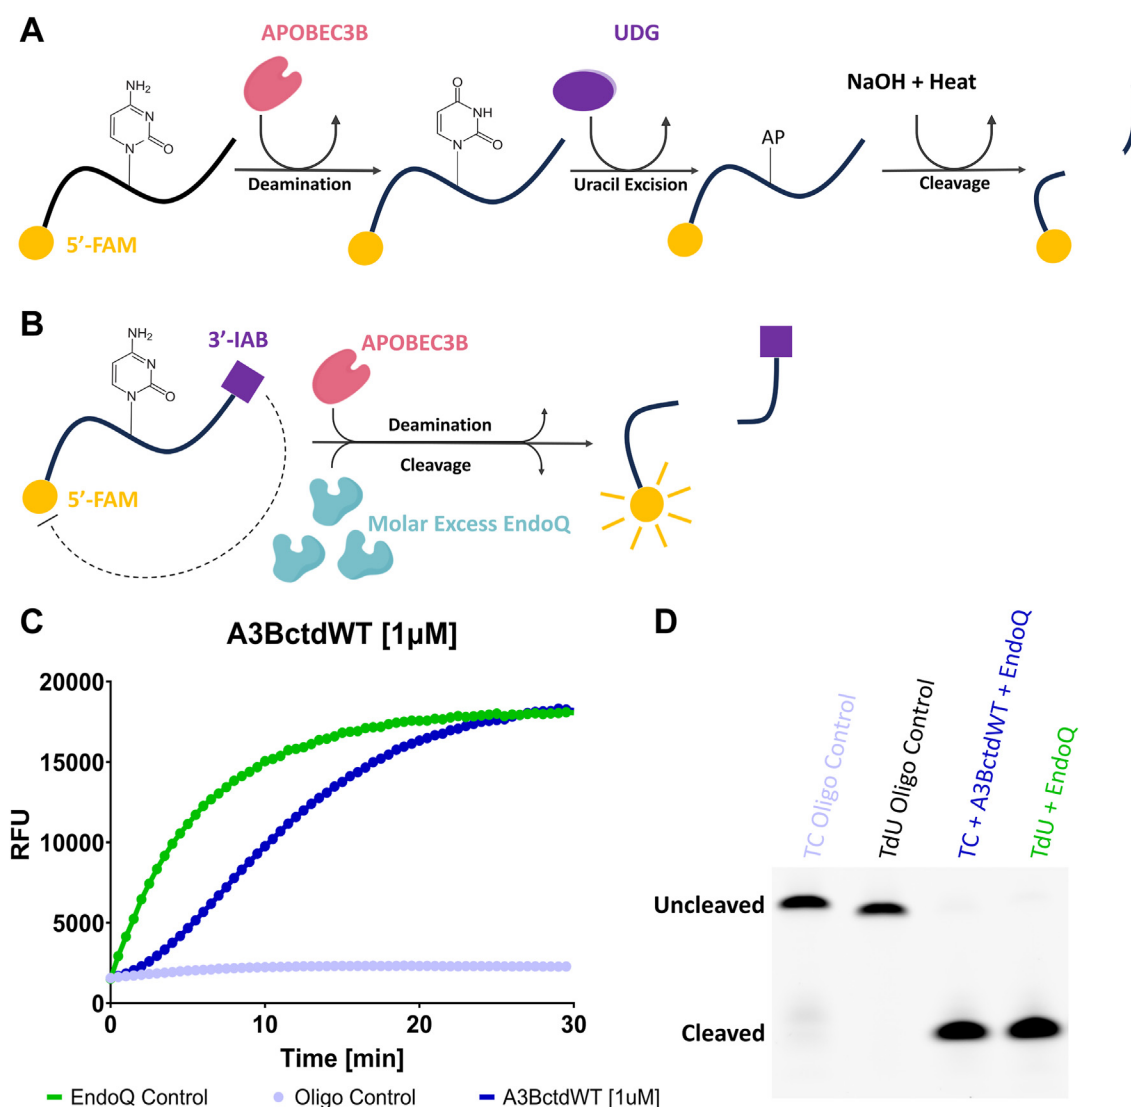 A
APOBEC3B
UDG
NaOH + Heat
NH₂
N
N
O
O
NH
N
O
AP
Deamination
Uracil Excision
Cleavage
5’-FAM
B
NH₂
N
N
O
3’-IAB
APOBEC3B
Deamination
Cleavage
5’-FAM
Molar Excess EndoQ
C
A3BctdWT [1µM]
20000
15000
10000
5000
0
RFU
0
10
20
30
Time [min]
EndoQ Control
Oligo Control
A3BctdWT [1uM]
D
TC Oligo Control
TdU Oligo Control
TC + A3BctdWT + EndoQ
TdU + EndoQ
Uncleaved
Cleaved